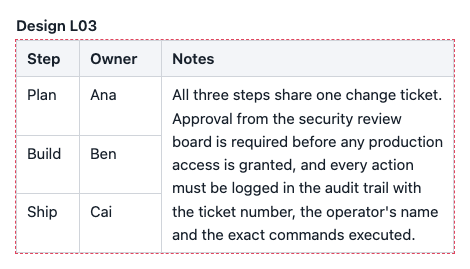 Design L03
Step Owner Notes
Plan Ana All three steps share one change ticket.
Approval from the security review
Build Ben board is required before any production
access is granted, and every action
must be logged in the audit trail with
Ship Cai the ticket number, the operator's name
and the exact commands executed.